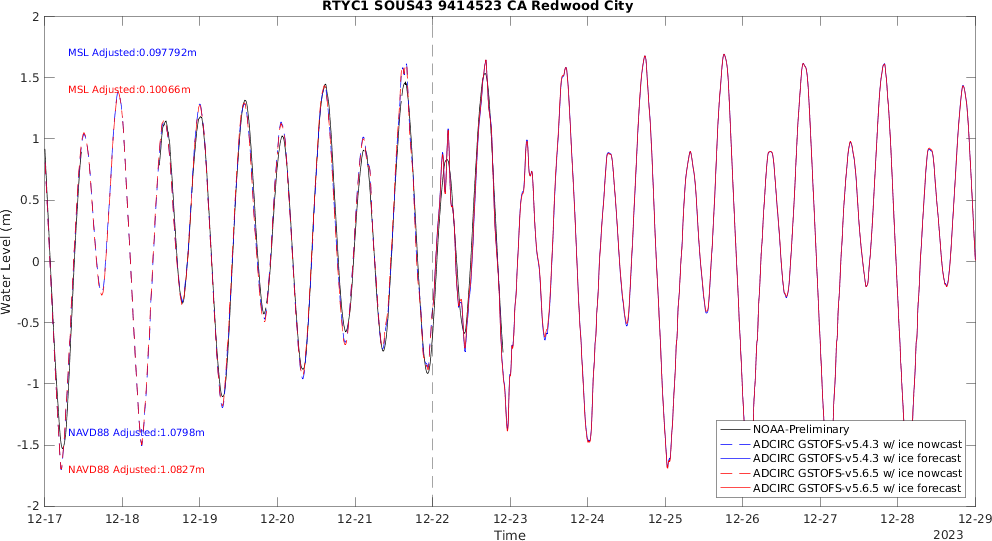 RTYC1 SOUS43 9414523 CA Redwood City
MSL Adjusted:0.097792m
MSL Adjusted:0.10066m
NAVD88 Adjusted:1.0798m
NAVD88 Adjusted:1.0827m
Water Level (m)
2
1.5
1
0.5
0
-0.5
-1
-1.5
-2
NOAA-Preliminary
ADCIRC GSTOFS-v5.4.3 w/ ice nowcast
ADCIRC GSTOFS-v5.4.3 w/ ice forecast
ADCIRC GSTOFS-v5.6.5 w/ ice nowcast
ADCIRC GSTOFS-v5.6.5 w/ ice forecast
12-17 12-18 12-19 12-20 12-21 12-22 12-23 12-24 12-25 12-26 12-27 12-28 12-29
Time
2023